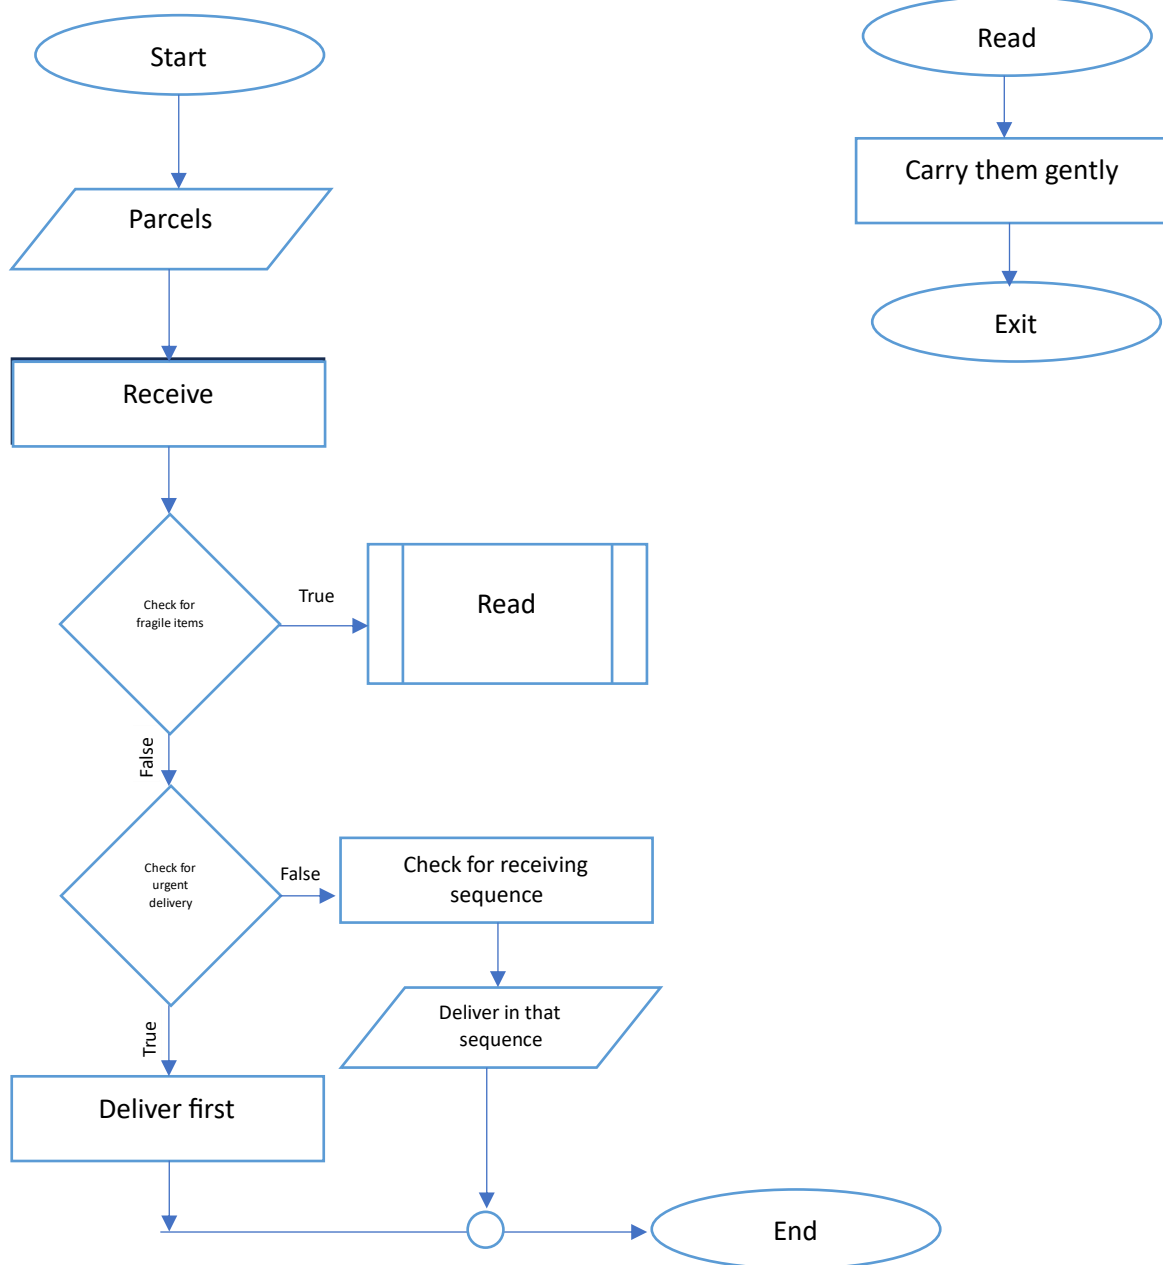 Start
Parcels
Receive
Check for
fragile items
True
Read
False
Check for
urgent
delivery
False
Check for receiving
sequence
Deliver in that
sequence
True
Deliver first
End
Read
Carry them gently
Exit